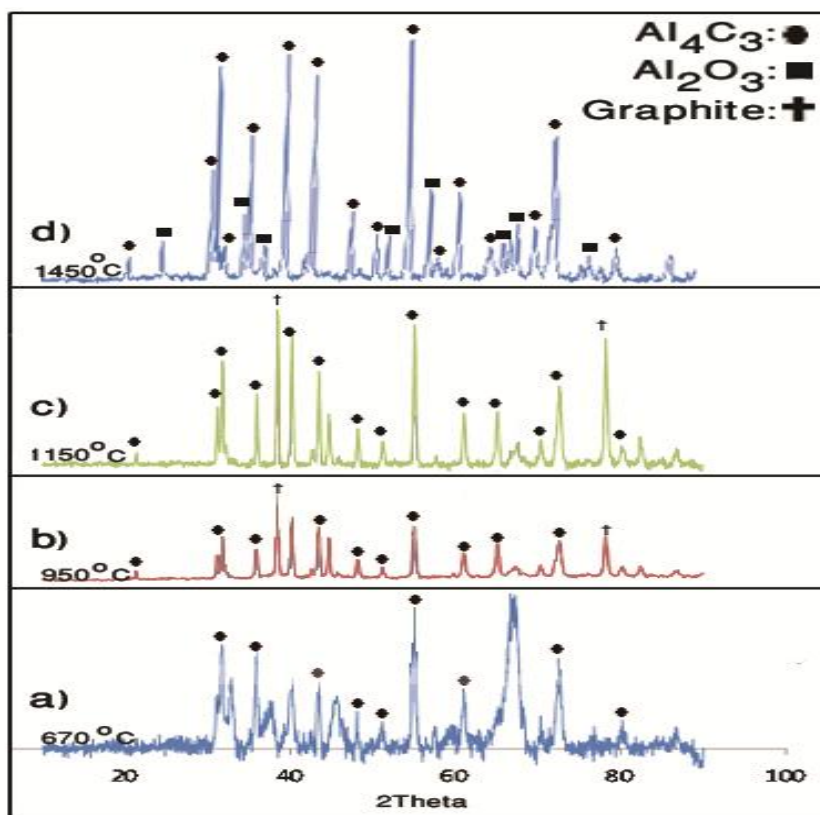 Al4C3: ●
Al2O3: ■
Graphite: †
d)
1450°C
c)
1150°C
b)
950°C
a)
670°C
20 40 60 80 100
2Theta